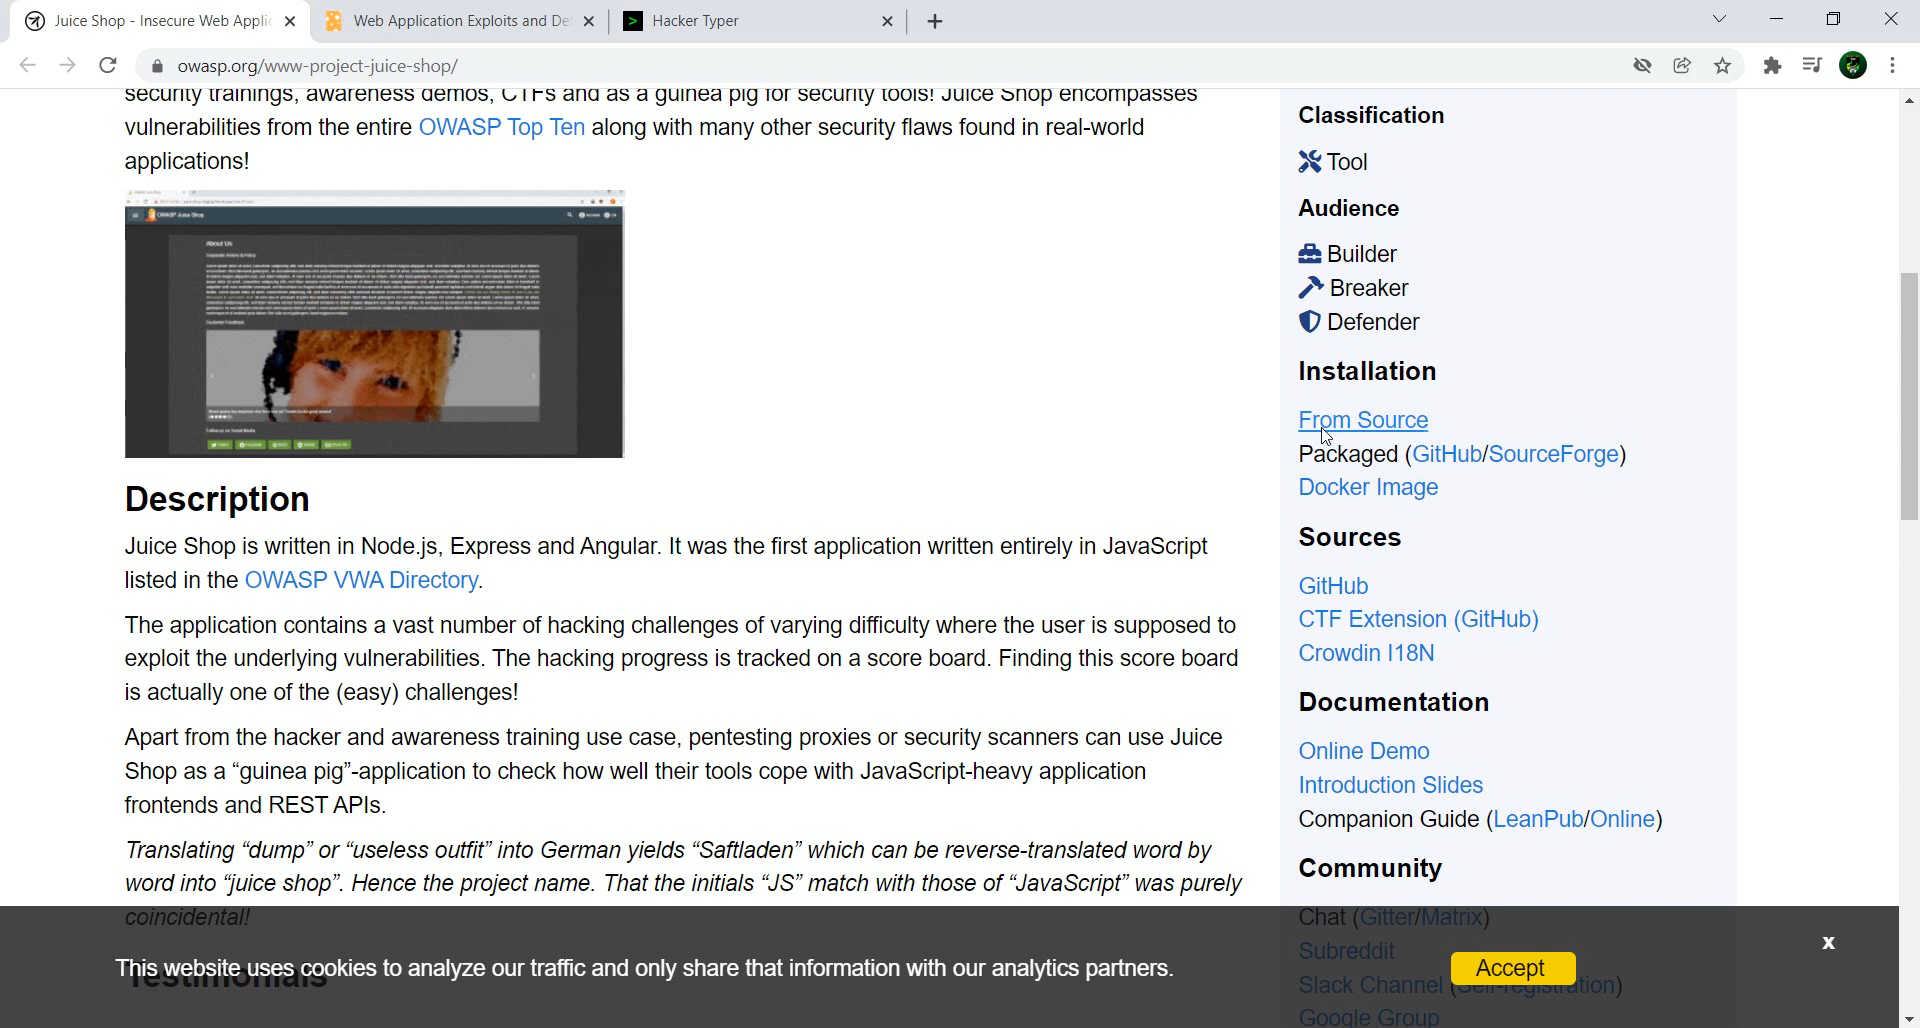 Juice Shop - Insecure Web Applic
Web Application Exploits and De
Hacker Typer
owasp.org/www-project-juice-shop/
security trainings, awareness demos, CTFs and as a guinea pig for security tools! Juice Shop encompasses
vulnerabilities from the entire OWASP Top Ten along with many other security flaws found in real-world
applications!
OWASP Juice Shop
About Us
Customer Feedback
Description
Juice Shop is written in Node.js, Express and Angular. It was the first application written entirely in JavaScript
listed in the OWASP VWA Directory.
The application contains a vast number of hacking challenges of varying difficulty where the user is supposed to
exploit the underlying vulnerabilities. The hacking progress is tracked on a score board. Finding this score board
is actually one of the (easy) challenges!
Apart from the hacker and awareness training use case, pentesting proxies or security scanners can use Juice
Shop as a “guinea pig”-application to check how well their tools cope with JavaScript-heavy application
frontends and REST APIs.
Translating “dump” or “useless outfit” into German yields “Saftladen” which can be reverse-translated word by
word into “juice shop”. Hence the project name. That the initials “JS” match with those of “JavaScript” was purely
coincidental!
Testimonials
Classification
Tool
Audience
Builder
Breaker
Defender
Installation
From Source
Packaged (GitHub/SourceForge)
Docker Image
Sources
GitHub
CTF Extension (GitHub)
Crowdin I18N
Documentation
Online Demo
Introduction Slides
Companion Guide (LeanPub/Online)
Community
Chat (Gitter/Matrix)
Subreddit
Slack Channel (Self-registration)
Google Group
This website uses cookies to analyze our traffic and only share that information with our analytics partners.
Accept
x